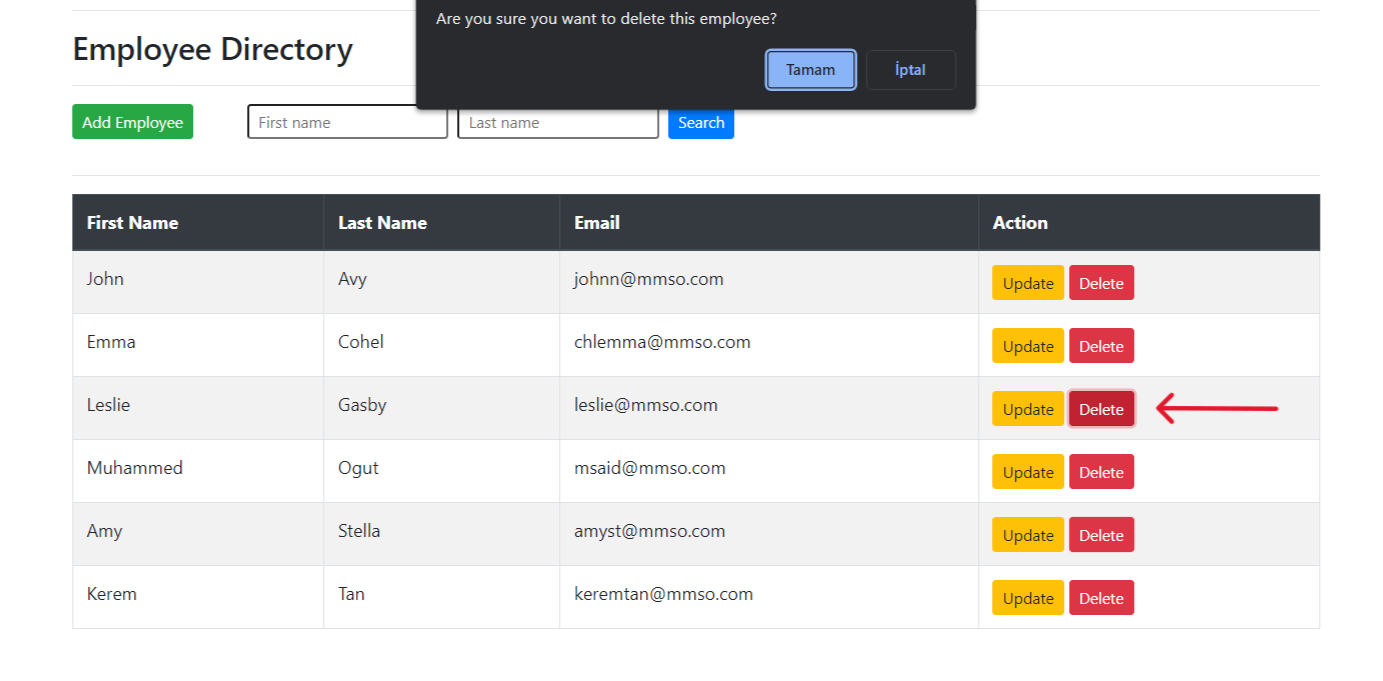 Are you sure you want to delete this employee?
Tamam İptal
Employee Directory
Add Employee First name Last name Search
First Name Last Name Email Action
John Avy johnn@mmso.com Update Delete
Emma Cohel chlemma@mmso.com Update Delete
Leslie Gasby leslie@mmso.com Update Delete
Muhammed Ogut msaid@mmso.com Update Delete
Amy Stella amyst@mmso.com Update Delete
Kerem Tan keremtan@mmso.com Update Delete